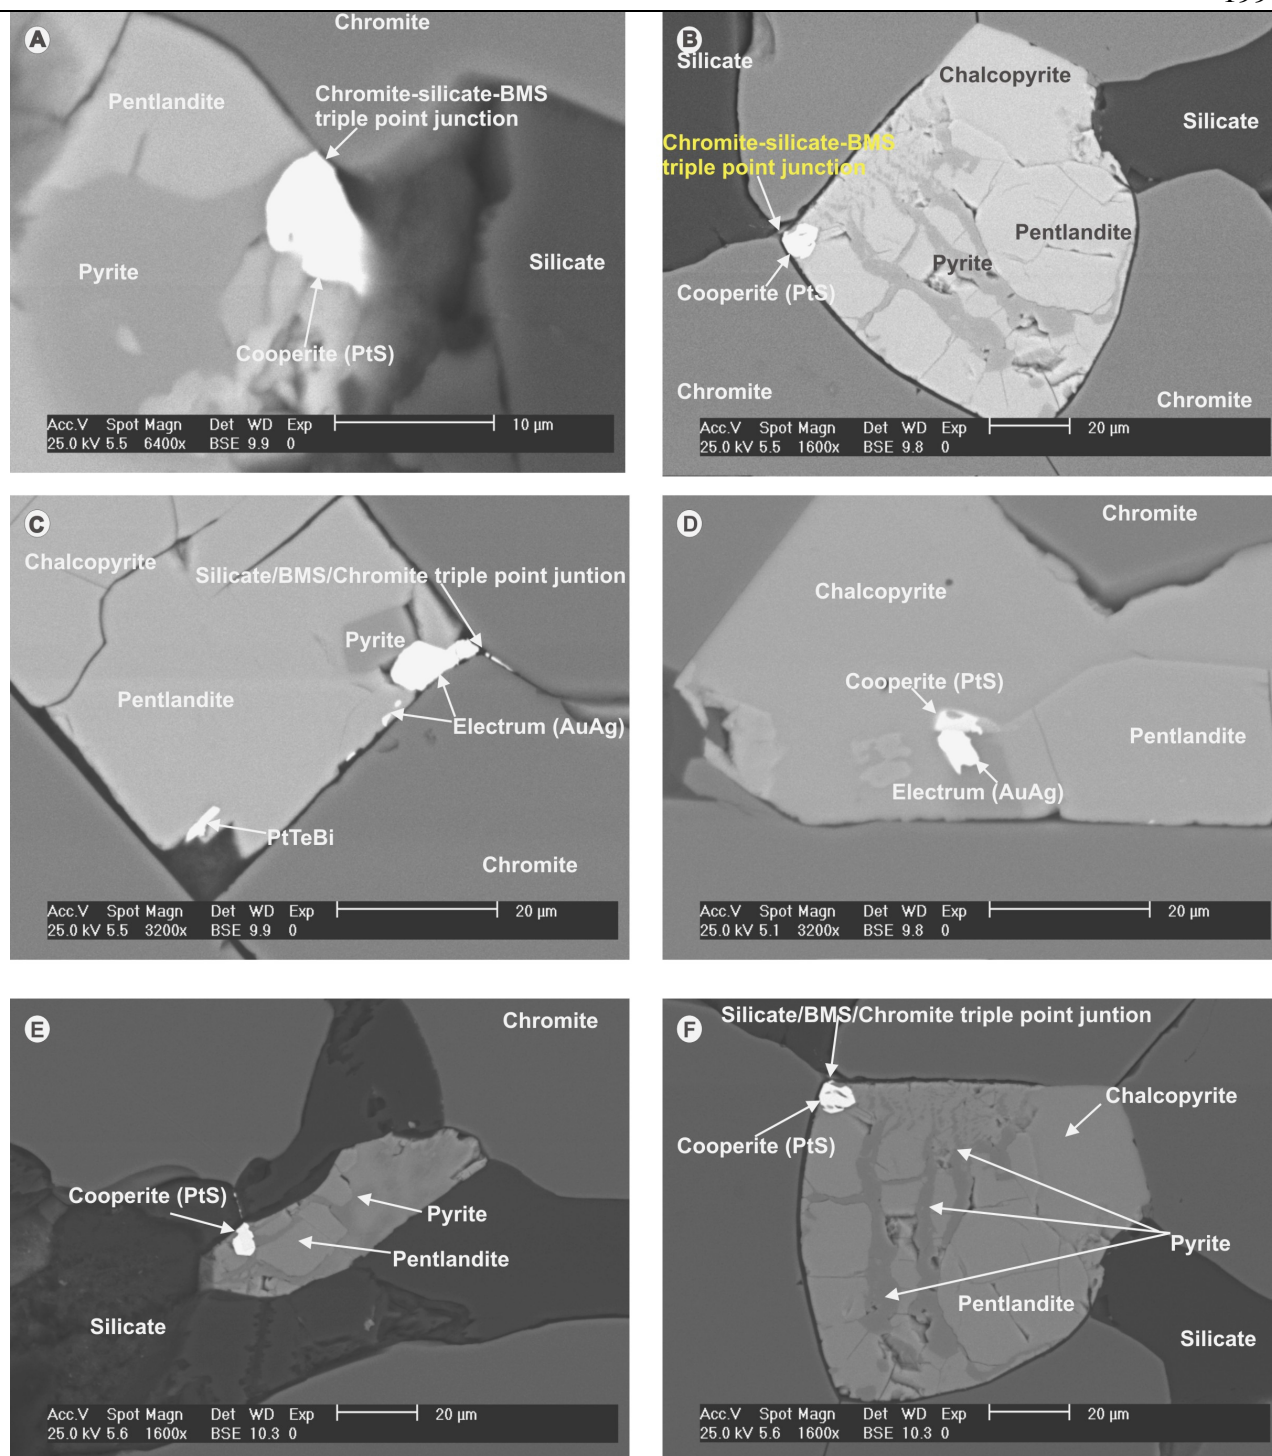 A
Chromite
Pentlandite
Chromite-silicate-BMS
triple point junction
Pyrite
Silicate
Cooperite (PtS)
Acc.V Spot Magn Det WD Exp 10 µm
25.0 kV 5.5 6400x BSE 9.9 0
B
Silicate
Chalcopyrite
Silicate
Chromite-silicate-BMS
triple point junction
Pentlandite
Pyrite
Cooperite (PtS)
Chromite
Chromite
Acc.V Spot Magn Det WD Exp 20 µm
25.0 kV 5.5 1600x BSE 9.8 0
C
Chalcopyrite
Silicate/BMS/Chromite triple point juntion
Pyrite
Pentlandite
Electrum (AuAg)
PtTeBi
Chromite
Acc.V Spot Magn Det WD Exp 20 µm
25.0 kV 5.5 3200x BSE 9.9 0
D
Chromite
Chalcopyrite
Cooperite (PtS)
Pentlandite
Electrum (AuAg)
Acc.V Spot Magn Det WD Exp 20 µm
25.0 kV 5.1 3200x BSE 9.8 0
E
Chromite
Cooperite (PtS)
Pyrite
Pentlandite
Silicate
Acc.V Spot Magn Det WD Exp 20 µm
25.0 kV 5.6 1600x BSE 10.3 0
F
Silicate/BMS/Chromite triple point juntion
Chalcopyrite
Cooperite (PtS)
Pyrite
Pentlandite
Silicate
Acc.V Spot Magn Det WD Exp 20 µm
25.0 kV 5.6 1600x BSE 10.3 0